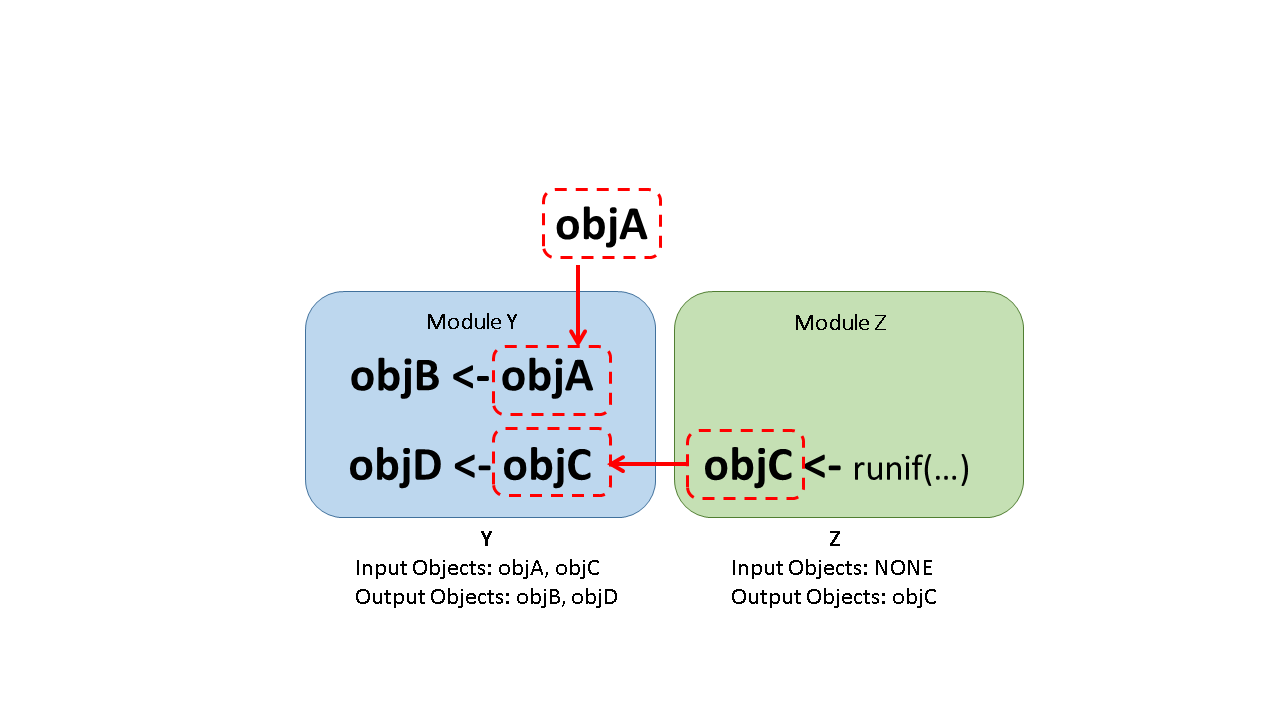 objA
Module Y
objB <- objA
objD <- objC
Module Z
objC <- runif(...)
Y
Input Objects: objA, objC
Output Objects: objB, objD
Z
Input Objects: NONE
Output Objects: objC